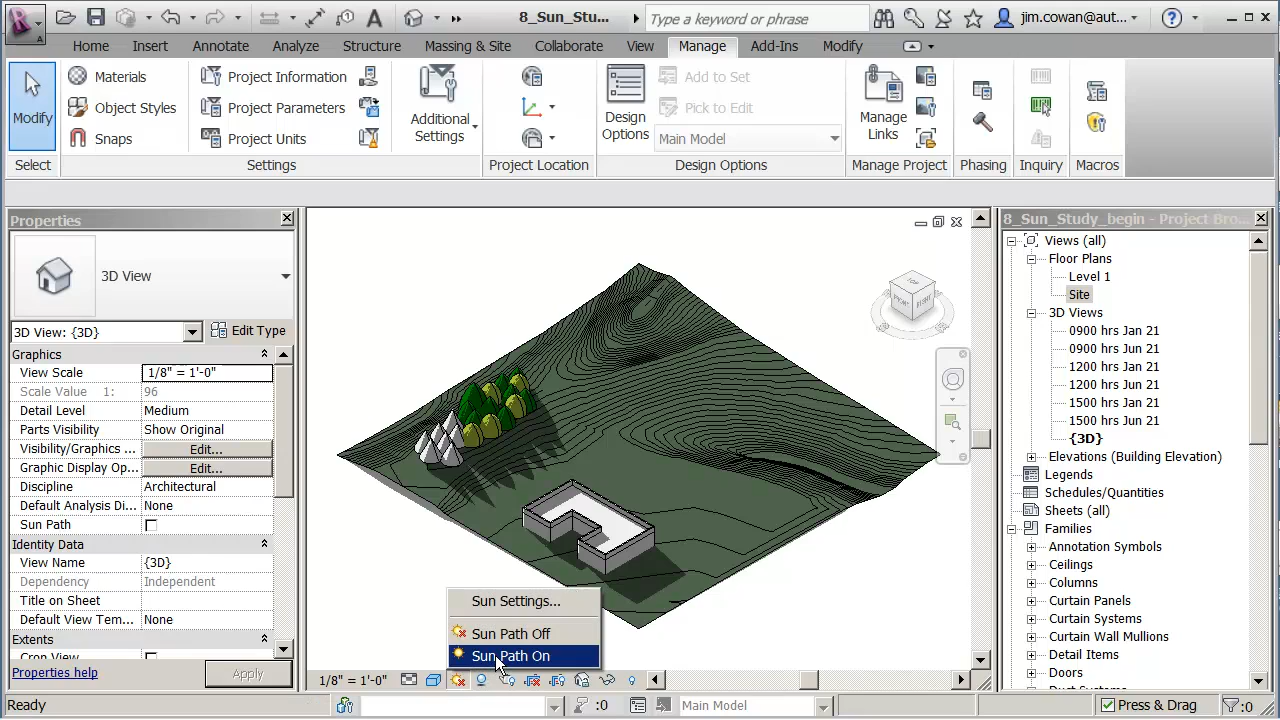 8_Sun_Stu...
Type a keyword or phrase
jim.cowan@aut...
Home Insert Annotate Analyze Structure Massing & Site Collaborate View Manage Add-Ins Modify
Modify
Select
Materials
Object Styles
Snaps
Project Information
Project Parameters
Project Units
Settings
Additional
Settings
Project Location
Design
Options
Add to Set
Pick to Edit
Main Model
Design Options
Manage
Links
Manage Project
Phasing
Inquiry
Macros
Properties
3D View
3D View: {3D}
Edit Type
Graphics
View Scale 1/8" = 1'-0"
Scale Value 1: 96
Detail Level Medium
Parts Visibility Show Original
Visibility/Graphics ... Edit...
Graphic Display Op... Edit...
Discipline Architectural
Default Analysis Di... None
Sun Path
Identity Data
View Name {3D}
Dependency Independent
Title on Sheet
Default View Tem... None
Extents
Crop View
Properties help
Apply
TOP
FRONT
RIGHT
Sun Settings...
Sun Path Off
Sun Path On
1/8" = 1'-0"
8_Sun_Study_begin - Project Bro...
Views (all)
Floor Plans
Level 1
Site
3D Views
0900 hrs Jan 21
0900 hrs Jun 21
1200 hrs Jan 21
1200 hrs Jun 21
1500 hrs Jan 21
1500 hrs Jun 21
{3D}
Elevations (Building Elevation)
Legends
Schedules/Quantities
Sheets (all)
Families
Annotation Symbols
Ceilings
Columns
Curtain Panels
Curtain Systems
Curtain Wall Mullions
Detail Items
Doors
Ready
:0
Main Model
Press & Drag
:0